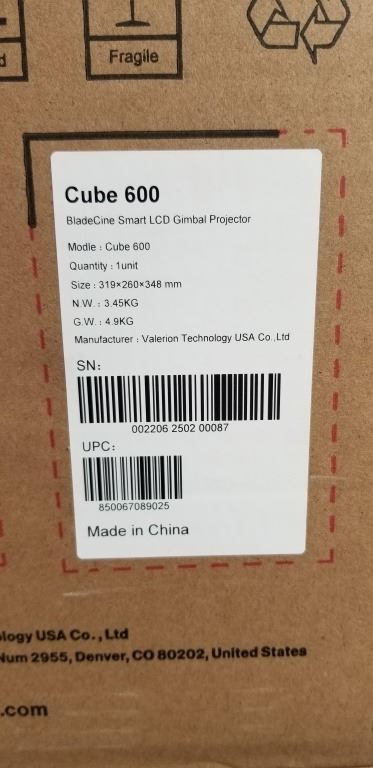 Fragile
Cube 600
BladeCine Smart LCD Gimbal Projector
Modle : Cube 600
Quantity : 1unit
Size : 319×260×348 mm
N.W. : 3.45KG
G.W. : 4.9KG
Manufacturer : Valerion Technology USA Co.,Ltd
SN:
002206 2502 00087
UPC:
850067089025
Made in China
logy USA Co., Ltd
Num 2955, Denver, CO 80202, United States
.com